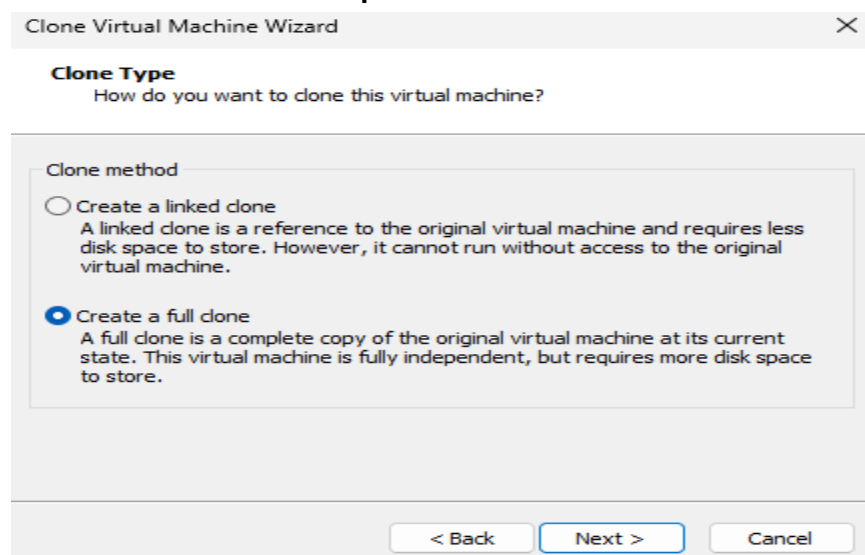 Clone Virtual Machine Wizard
Clone Type
How do you want to clone this virtual machine?
Clone method
Create a linked clone
A linked clone is a reference to the original virtual machine and requires less
disk space to store. However, it cannot run without access to the original
virtual machine.
Create a full clone
A full clone is a complete copy of the original virtual machine at its current
state. This virtual machine is fully independent, but requires more disk space
to store.
< Back Next > Cancel